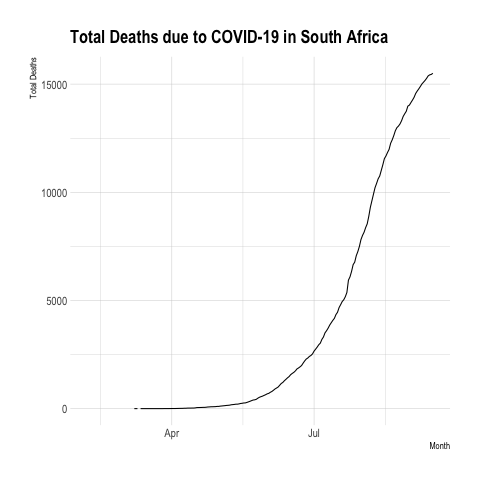 Total Deaths due to COVID-19 in South Africa
Total Deaths
15000
10000
5000
0
Apr
Jul
Month